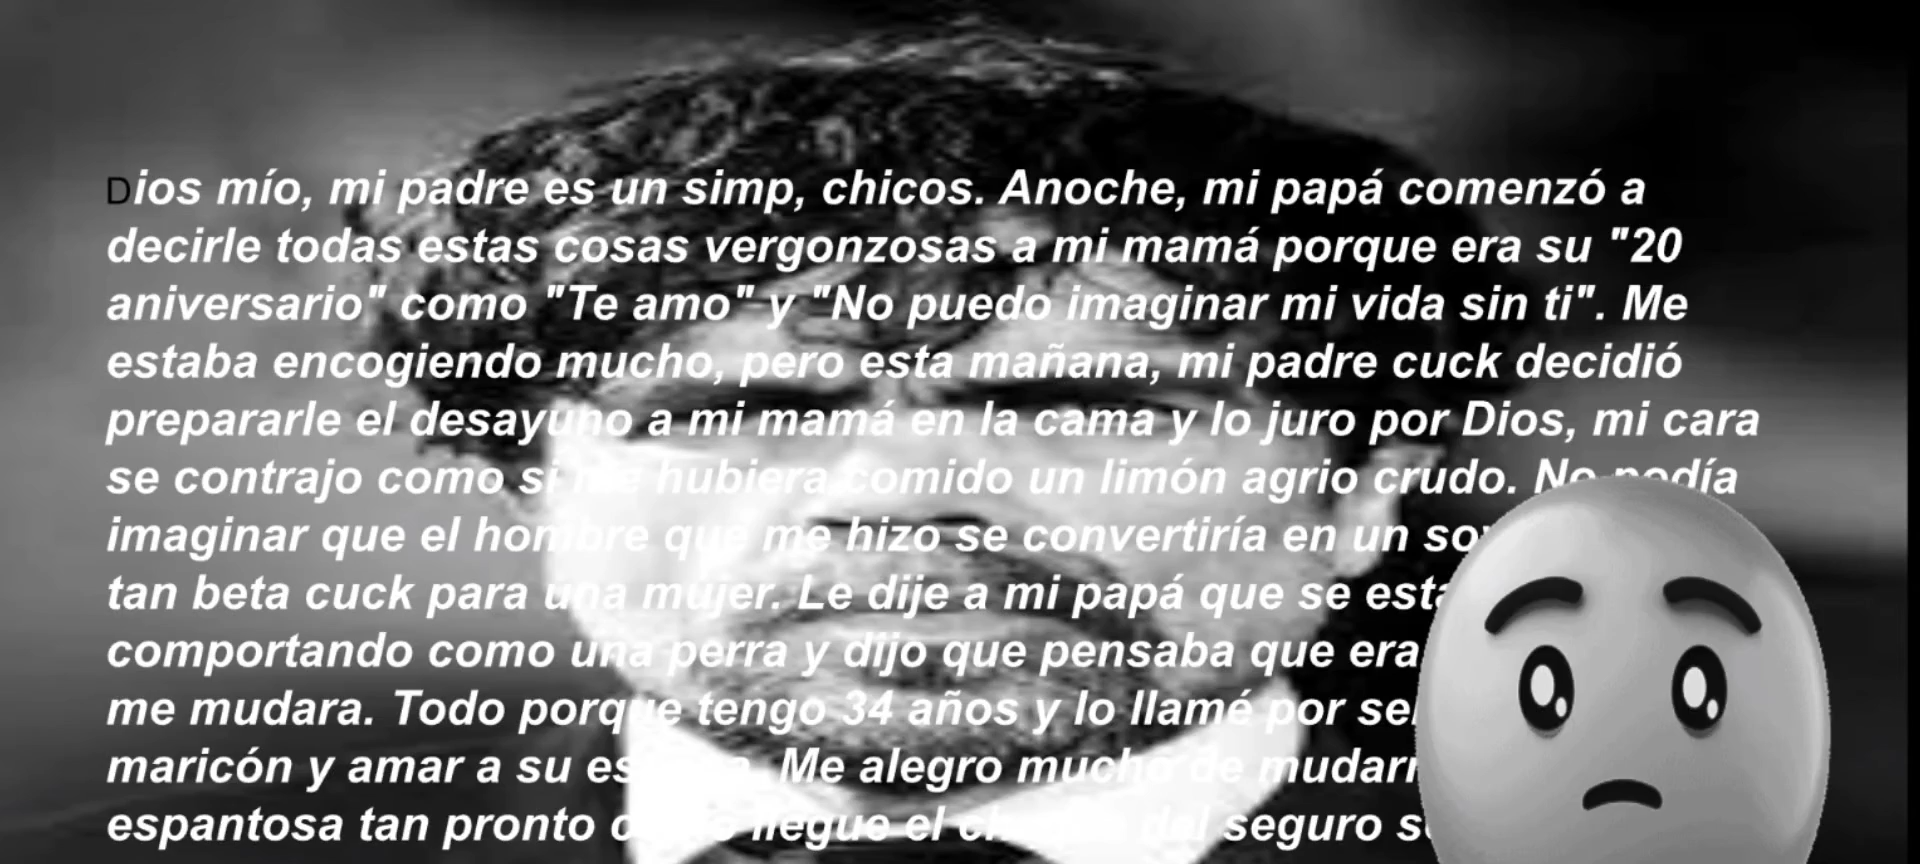 Dios mío, mi padre es un simp, chicos. Anoche, mi papá comenzó a
decirle todas estas cosas vergonzosas a mi mamá porque era su "20
aniversario" como "Te amo" y "No puedo imaginar mi vida sin ti". Me
estaba encogiendo mucho, pero esta mañana, mi padre cuck decidió
prepararle el desayuno a mi mamá en la cama y lo juro por Dios, mi cara
se contrajo como si me hubiera comido un limón agrio crudo. No podía
imaginar que el hombre que me hizo se convertiría en un
tan beta cuck para una mujer. Le dije a mi papá que se
comportando como una perra y dijo que pensaba que era
me mudara. Todo porque tengo 34 años y lo llamé por
maricón y amar a su Me alegro mucho de
espantosa tan pronto como llegue el seguro